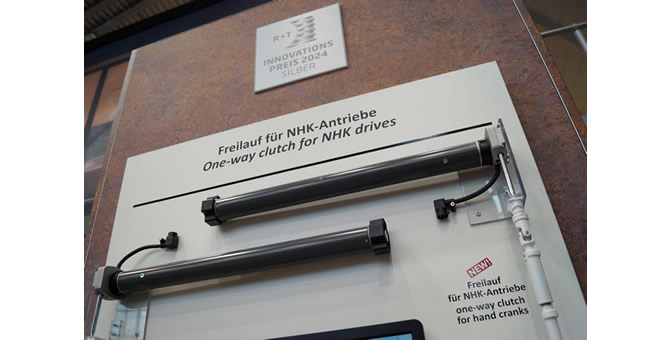 R+T
INNOVATIONS
PREIS 2024
SILBER
Freilauf für NHK-Antriebe
One-way clutch for NHK drives
NEW!
Freilauf
für NHK-Antriebe
one-way clutch
for hand cranks